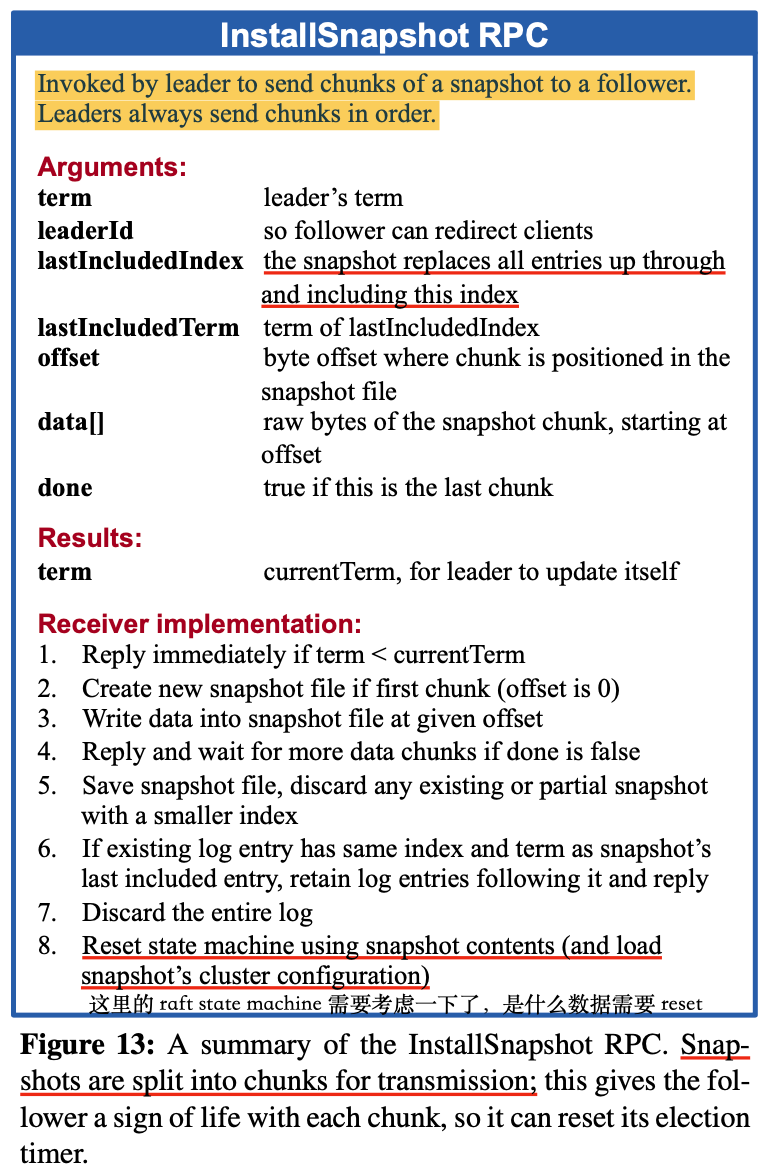 InstallSnapshot RPC
Invoked by leader to send chunks of a snapshot to a follower.
Leaders always send chunks in order.
Arguments:
term leader’s term
leaderId so follower can redirect clients
lastIncludedIndex the snapshot replaces all entries up through
and including this index
lastIncludedTerm term of lastIncludedIndex
offset byte offset where chunk is positioned in the
snapshot file
data[] raw bytes of the snapshot chunk, starting at
offset
done true if this is the last chunk
Results:
term currentTerm, for leader to update itself
Receiver implementation:
1. Reply immediately if term < currentTerm
2. Create new snapshot file if first chunk (offset is 0)
3. Write data into snapshot file at given offset
4. Reply and wait for more data chunks if done is false
5. Save snapshot file, discard any existing or partial snapshot
with a smaller index
6. If existing log entry has same index and term as snapshot’s
last included entry, retain log entries following it and reply
7. Discard the entire log
8. Reset state machine using snapshot contents (and load
snapshot’s cluster configuration)
这里的 raft state machine 需要考虑一下了，是什么数据需要 reset
Figure 13: A summary of the InstallSnapshot RPC. Snap-
shots are split into chunks for transmission; this gives the fol-
lower a sign of life with each chunk, so it can reset its election
timer.